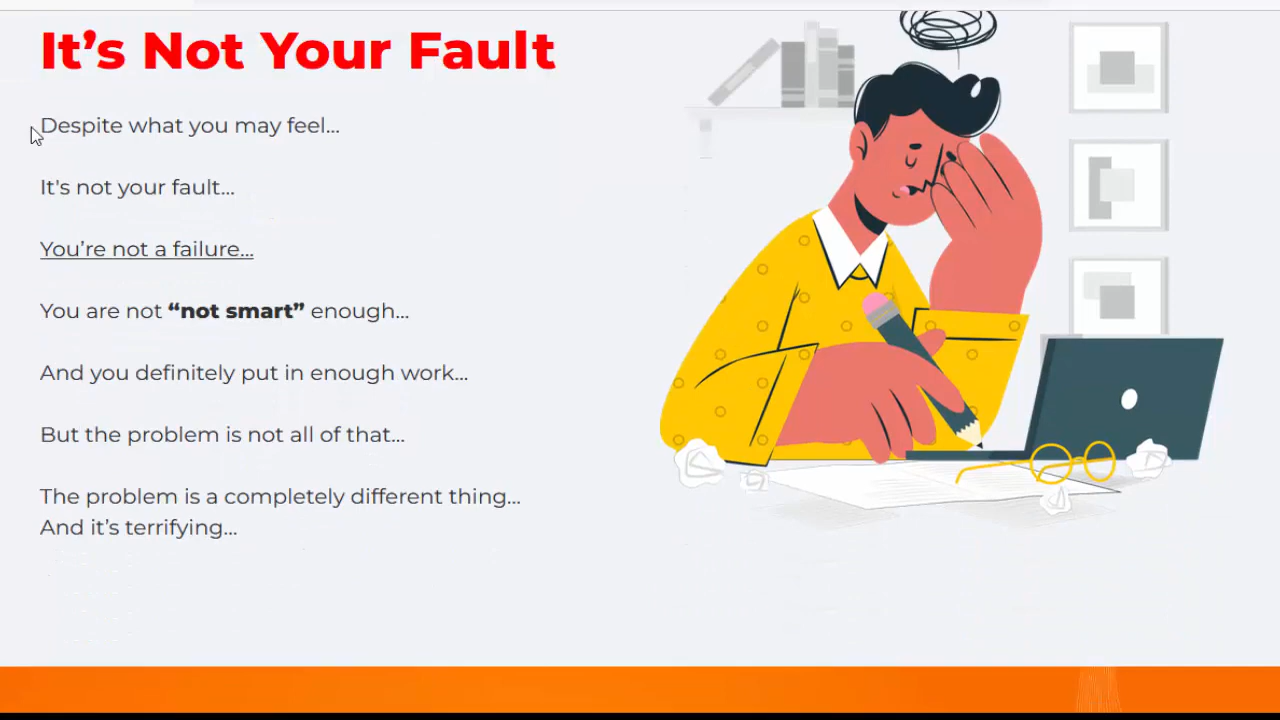 It’s Not Your Fault
Despite what you may feel...
It's not your fault...
You’re not a failure...
You are not “not smart” enough...
And you definitely put in enough work...
But the problem is not all of that...
The problem is a completely different thing...
And it’s terrifying...